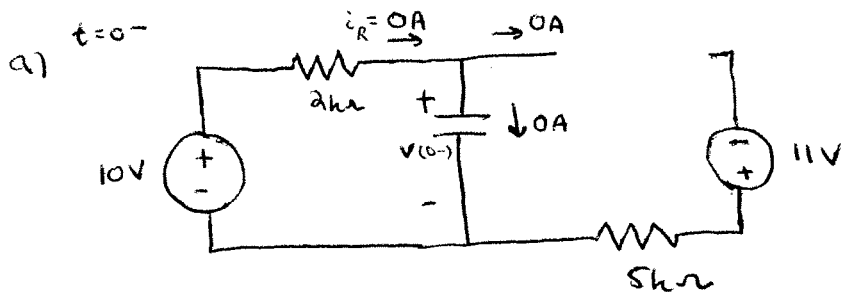 a) t=0-
i_R = 0A
→ 0A
2kΩ
+
↓ 0A
v(0-)
-
10V
+
-
-
+
11V
5kΩ